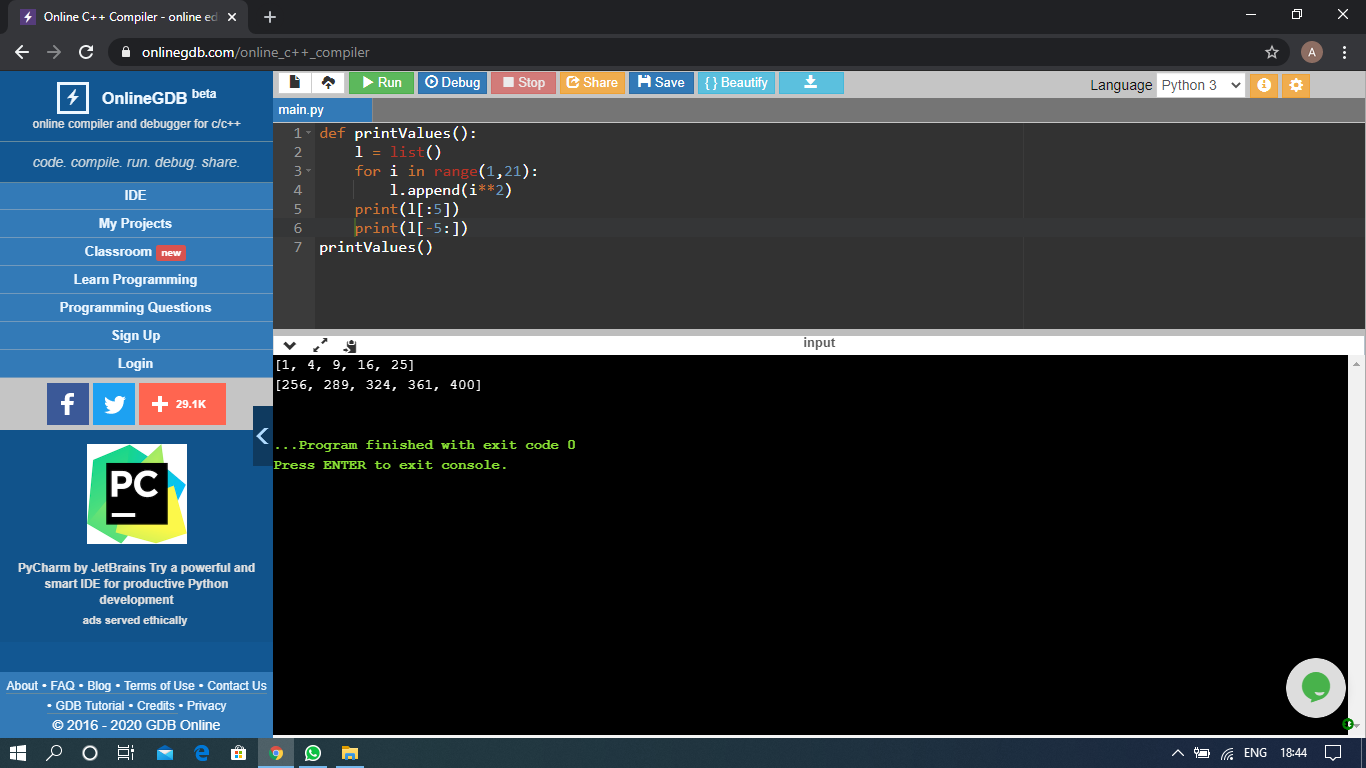 Online C++ Compiler - online ed
onlinegdb.com/online_c++_compiler
A
OnlineGDB beta
online compiler and debugger for c/c++
code. compile. run. debug. share.
IDE
My Projects
Classroom new
Learn Programming
Programming Questions
Sign Up
Login
f
29.1K
PC
PyCharm by JetBrains Try a powerful and
smart IDE for productive Python
development
ads served ethically
About • FAQ • Blog • Terms of Use • Contact Us
• GDB Tutorial • Credits • Privacy
© 2016 - 2020 GDB Online
Run Debug Stop Share Save { } Beautify
Language Python 3
main.py
1 def printValues():
2     l = list()
3     for i in range(1,21):
4         l.append(i**2)
5     print(l[:5])
6     print(l[-5:])
7 printValues()
input
[1, 4, 9, 16, 25]
[256, 289, 324, 361, 400]
...Program finished with exit code 0
Press ENTER to exit console.
ENG 18:44